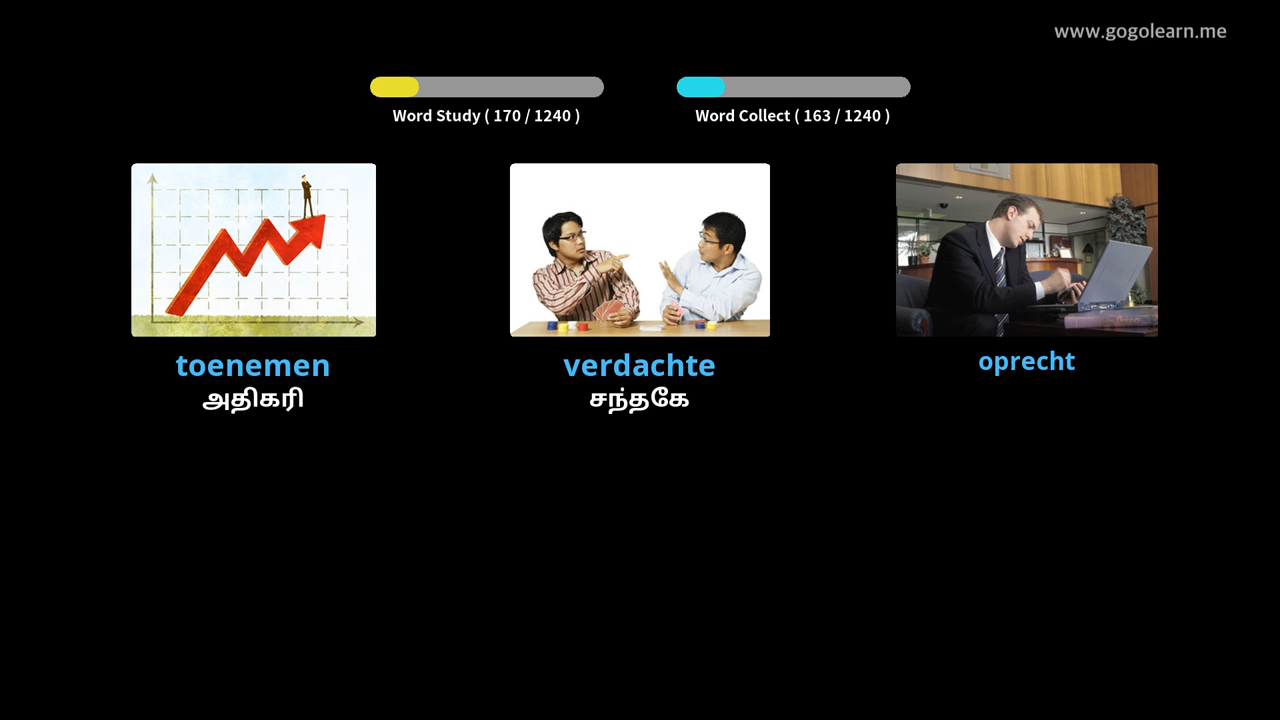 www.gogolearn.me
Word Study ( 170 / 1240 )
Word Collect ( 163 / 1240 )
toenemen
அதிகரி
verdachte
சந்தகே
oprecht